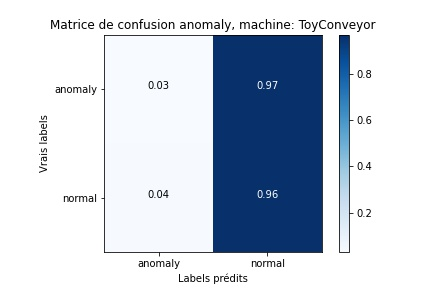 Matrice de confusion anomaly, machine: ToyConveyor
anomaly
0.03
0.97
normal
0.04
0.96
Vrais labels
anomaly
normal
Labels prédits
0.8
0.6
0.4
0.2